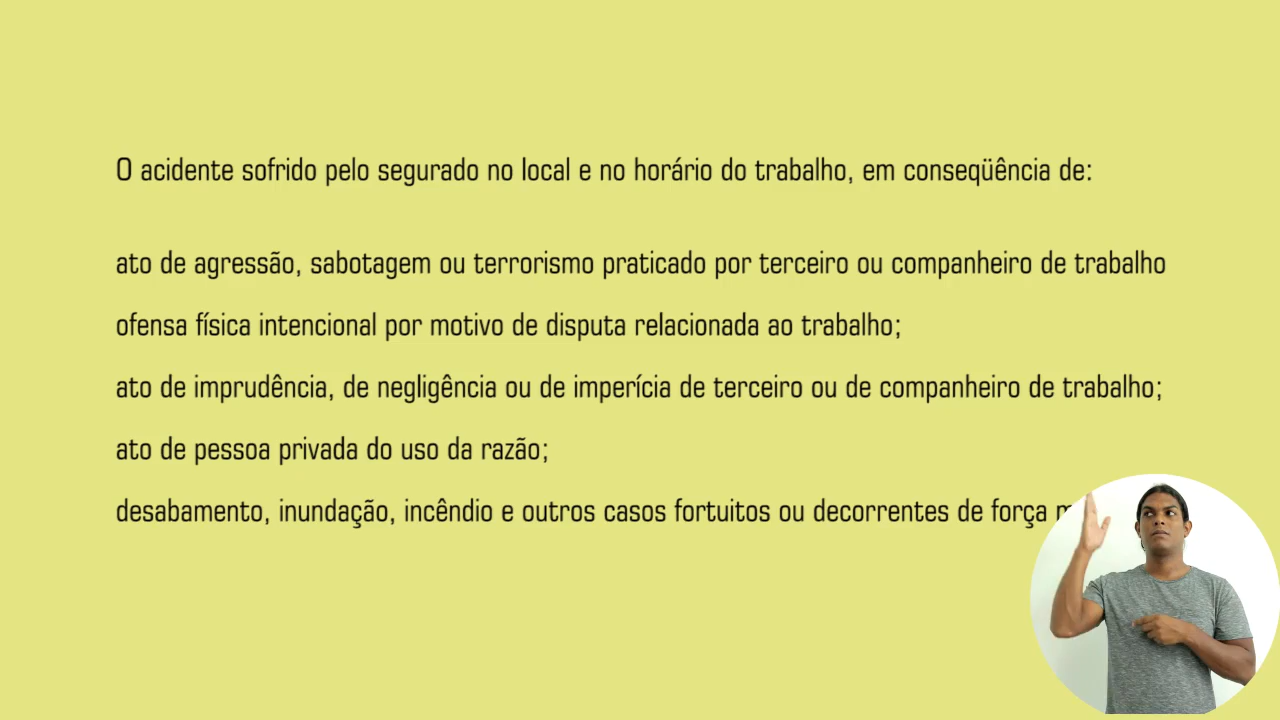 O acidente sofrido pelo segurado no local e no horário do trabalho, em conseqüência de:
ato de agressão, sabotagem ou terrorismo praticado por terceiro ou companheiro de trabalho
ofensa física intencional por motivo de disputa relacionada ao trabalho;
ato de imprudência, de negligência ou de imperícia de terceiro ou de companheiro de trabalho;
ato de pessoa privada do uso da razão;
desabamento, inundação, incêndio e outros casos fortuitos ou decorrentes de força